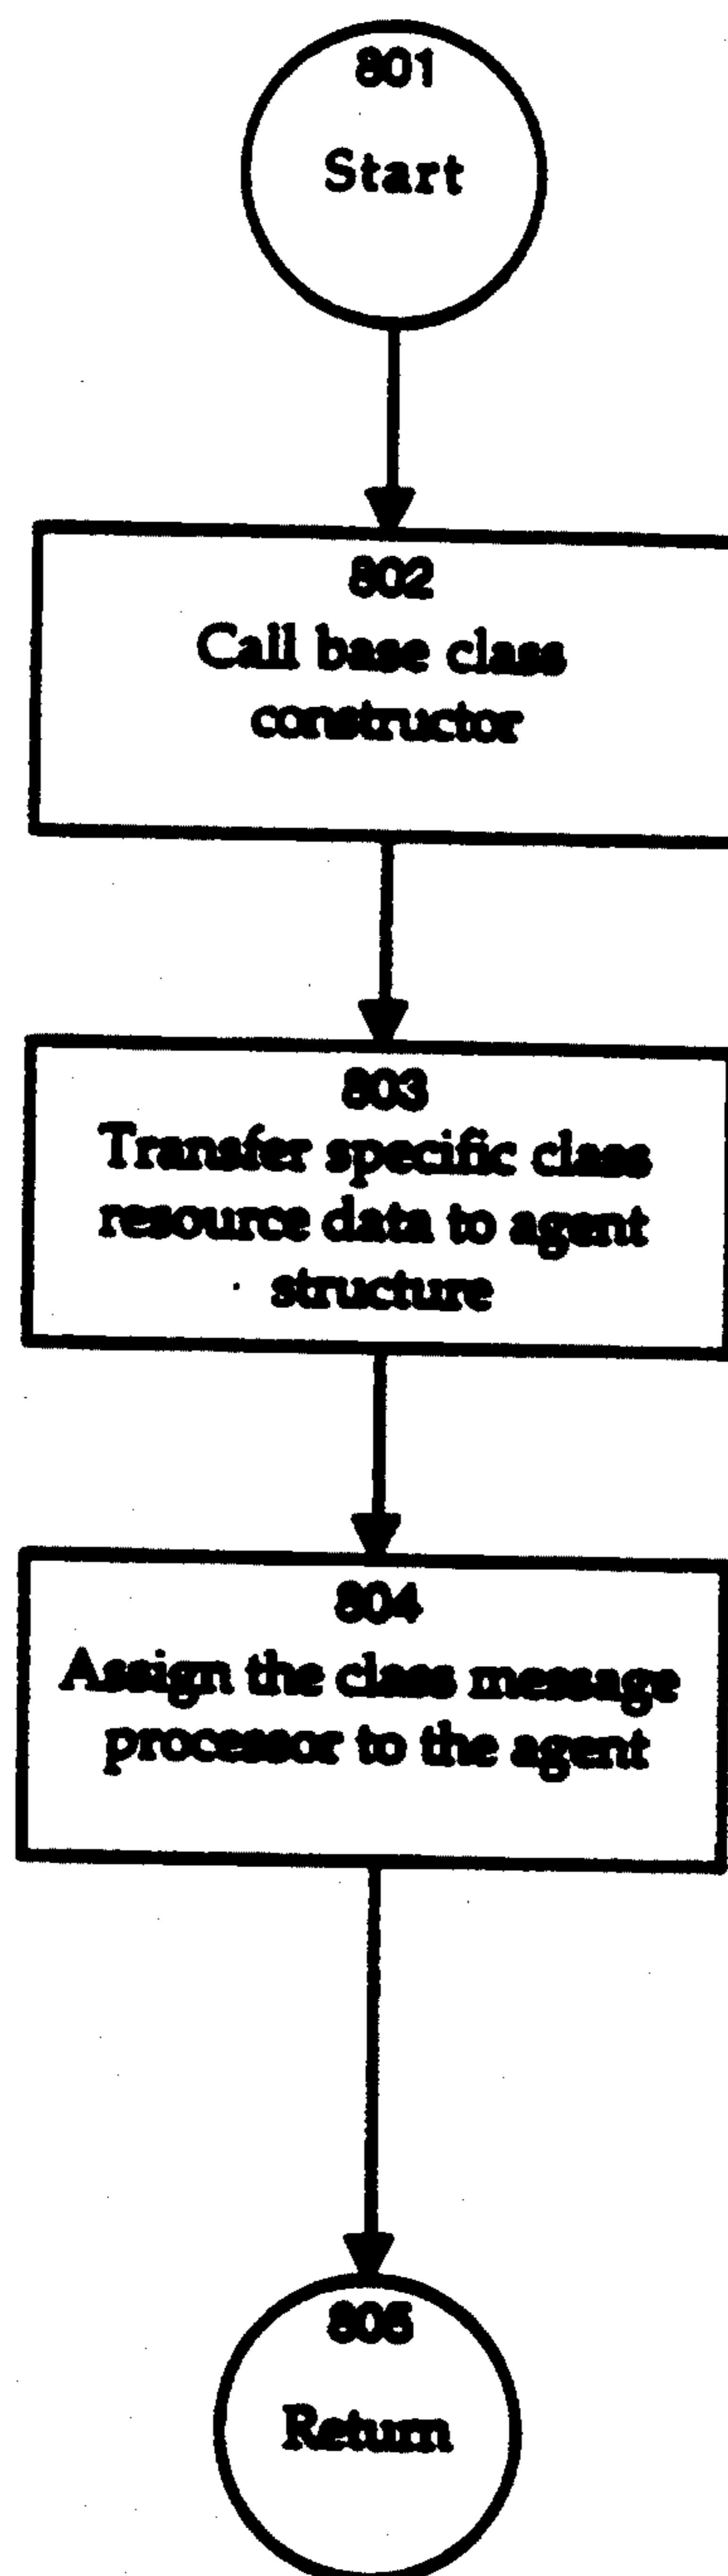 801
Start
802
Call base class
constructor
803
Transfer specific class
resource data to agent
structure
804
Assign the class message
processor to the agent
805
Return